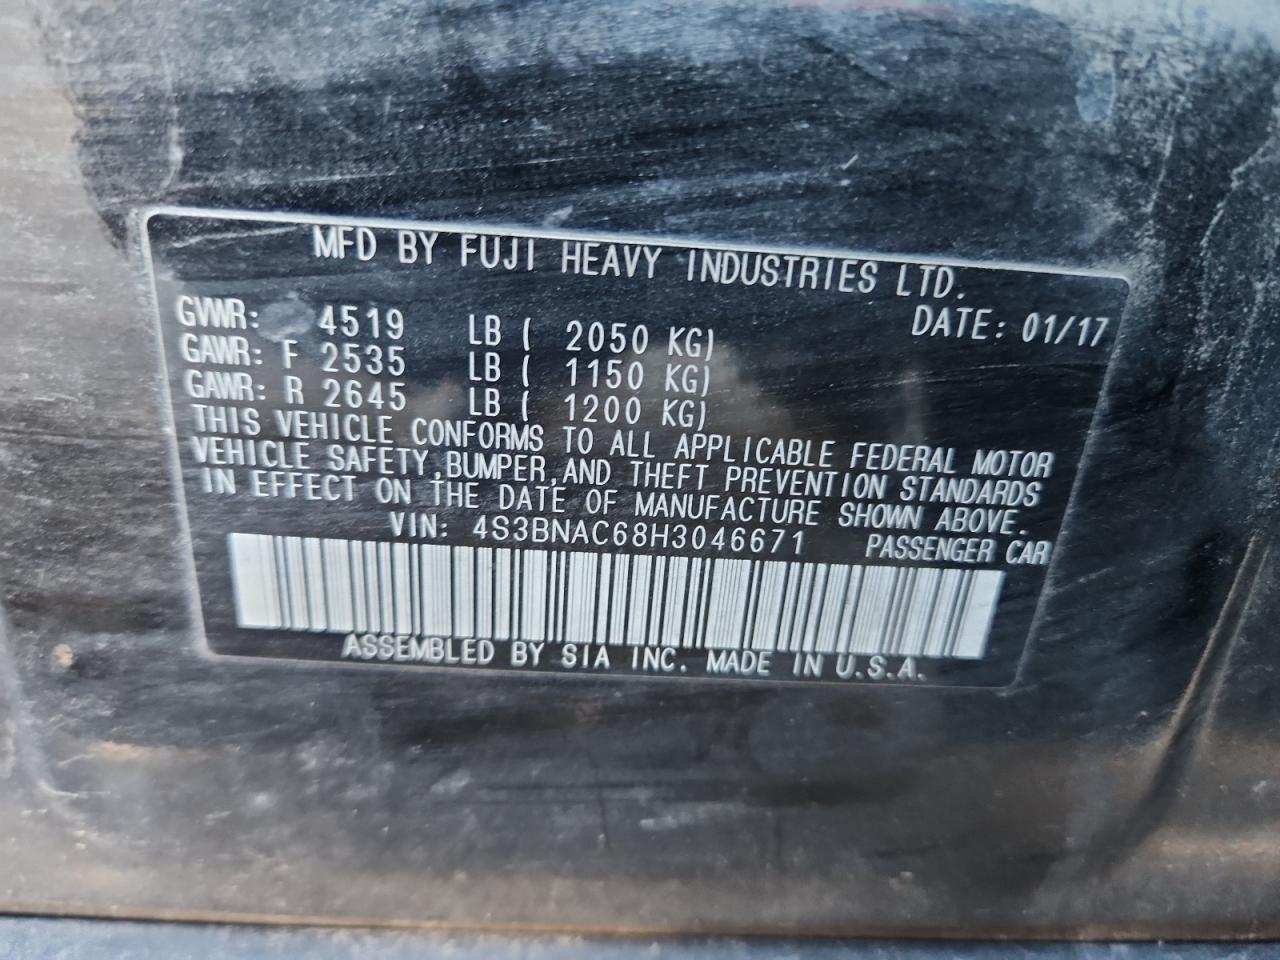 MFD BY FUJI HEAVY INDUSTRIES LTD.
GVWR: 4519 LB ( 2050 KG) DATE: 01/17
GAWR: F 2535 LB ( 1150 KG)
GAWR: R 2645 LB ( 1200 KG)
THIS VEHICLE CONFORMS TO ALL APPLICABLE FEDERAL MOTOR
VEHICLE SAFETY, BUMPER, AND THEFT PREVENTION STANDARDS
IN EFFECT ON THE DATE OF MANUFACTURE SHOWN ABOVE.
VIN: 4S3BNAC68H3046671 PASSENGER CAR
ASSEMBLED BY SIA INC. MADE IN U.S.A.